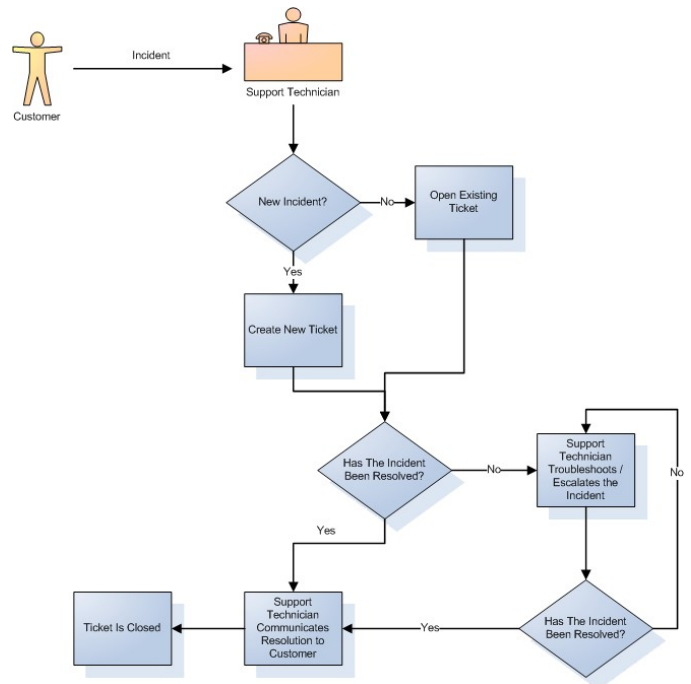 Incident
Customer
Support Technician
New Incident?
No
Open Existing
Ticket
Yes
Create New Ticket
Has The Incident
Been Resolved?
No
Support
Technician
Troubleshoots /
Escalates the
Incident
No
Yes
Ticket Is Closed
Support
Technician
Communicates
Resolution to
Customer
Yes
Has The Incident
Been Resolved?